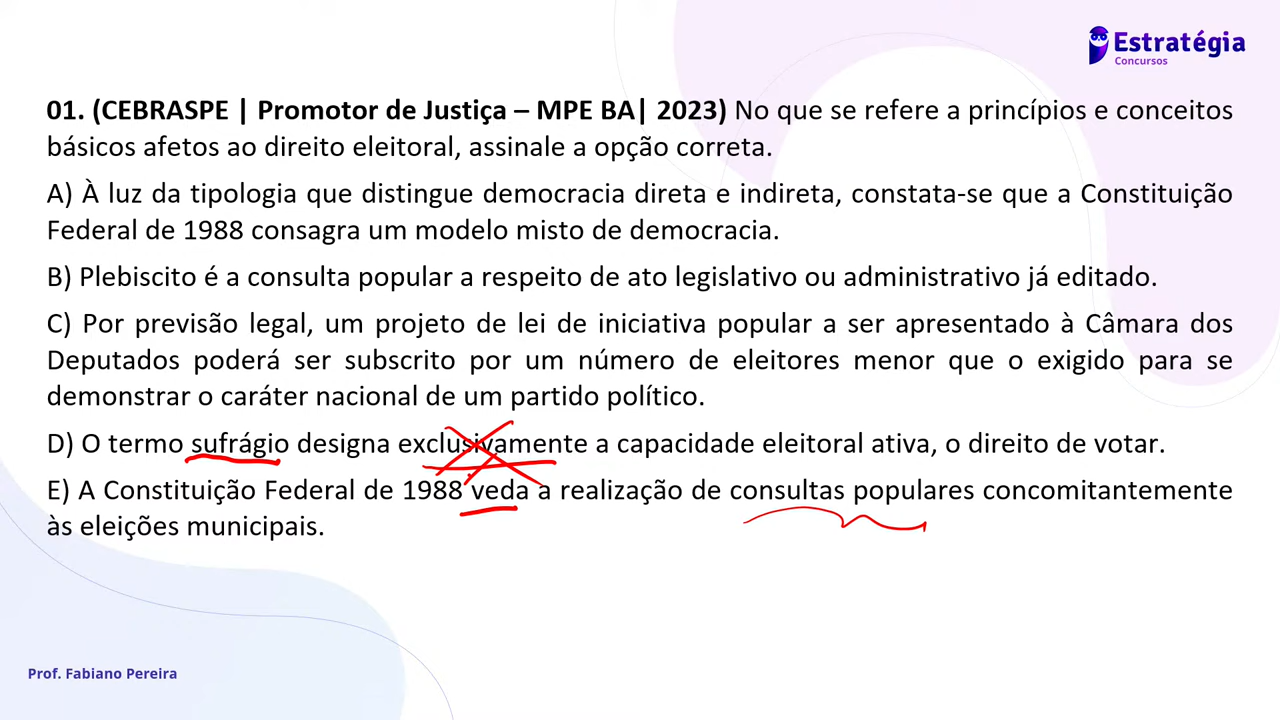 Estratégia
Concursos
01. (CEBRASPE | Promotor de Justiça – MPE BA| 2023) No que se refere a princípios e conceitos
básicos afetos ao direito eleitoral, assinale a opção correta.
A) À luz da tipologia que distingue democracia direta e indireta, constata-se que a Constituição
Federal de 1988 consagra um modelo misto de democracia.
B) Plebiscito é a consulta popular a respeito de ato legislativo ou administrativo já editado.
C) Por previsão legal, um projeto de lei de iniciativa popular a ser apresentado à Câmara dos
Deputados poderá ser subscrito por um número de eleitores menor que o exigido para se
demonstrar o caráter nacional de um partido político.
D) O termo sufrágio designa exclusivamente a capacidade eleitoral ativa, o direito de votar.
E) A Constituição Federal de 1988 veda a realização de consultas populares concomitantemente
às eleições municipais.
Prof. Fabiano Pereira